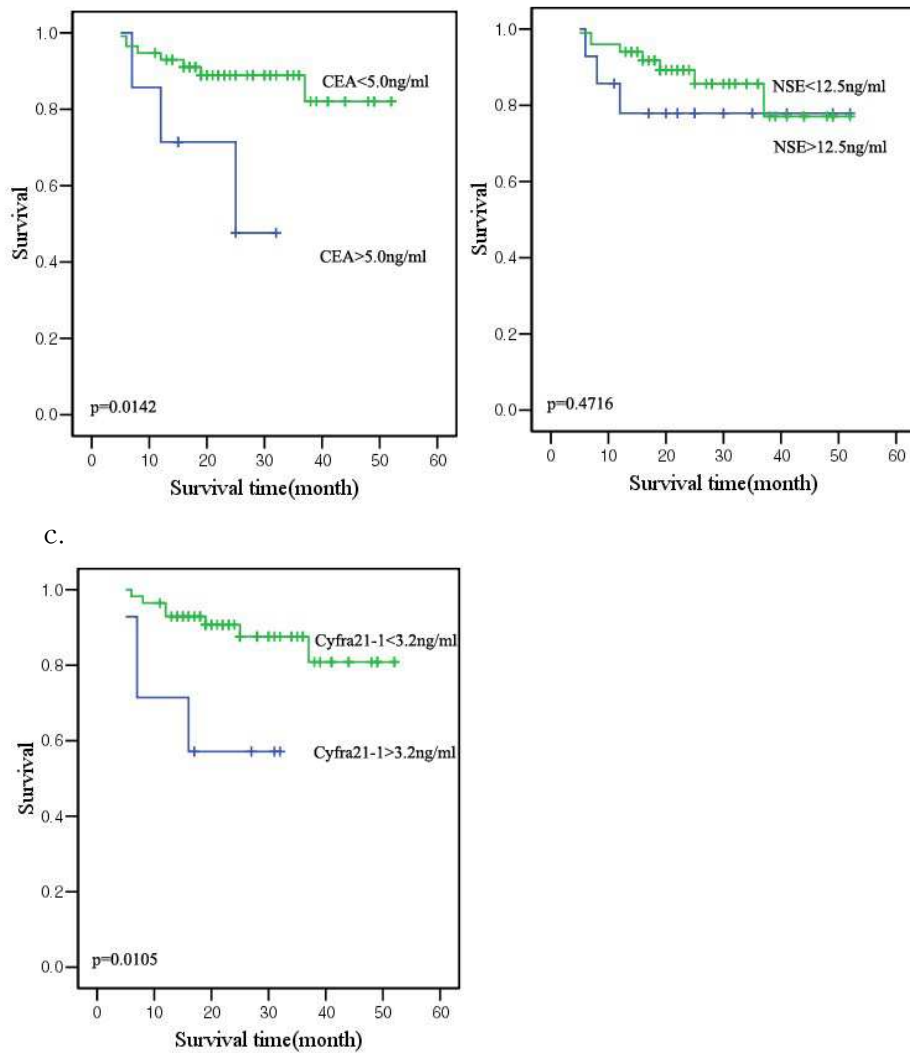 1.0
0.8
0.6
0.4
0.2
0.0
Survival
CEA<5.0ng/ml
CEA>5.0ng/ml
p=0.0142
0 10 20 30 40 50 60
Survival time(month)
1.0
0.8
0.6
0.4
0.2
0.0
Survival
NSE<12.5ng/ml
NSE>12.5ng/ml
p=0.4716
0 10 20 30 40 50 60
Survival time(month)
c.
1.0
0.8
0.6
0.4
0.2
0.0
Survival
Cyfra21-1<3.2ng/ml
Cyfra21-1>3.2ng/ml
p=0.0105
0 10 20 30 40 50 60
Survival time(month)